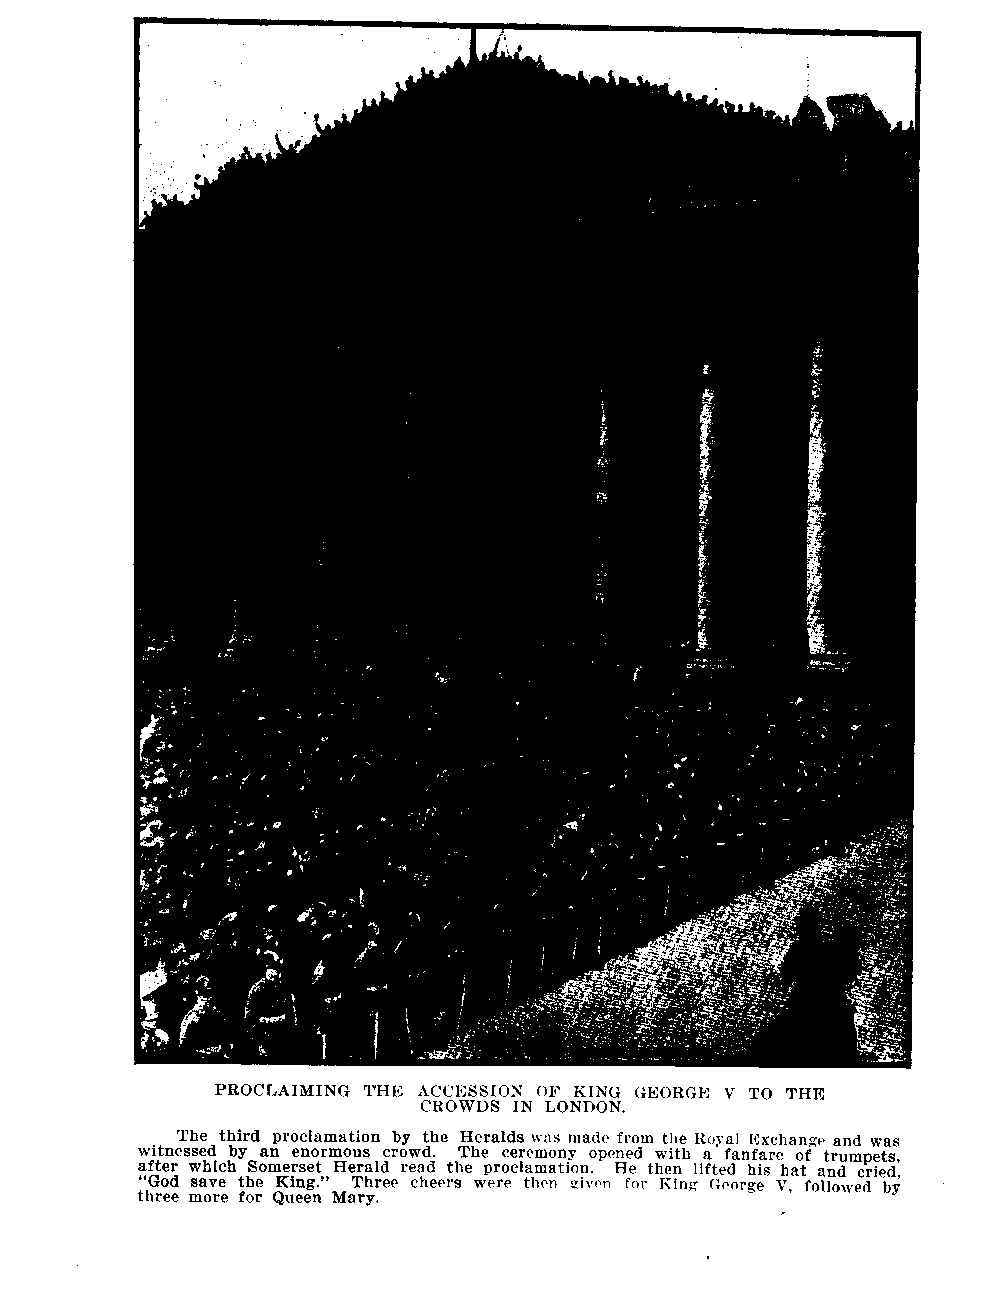 PROCLAIMING THE ACCESSION OF KING GEORGE V TO THE
CROWDS IN LONDON.
The third proclamation by the Heralds was made from the Royal Exchange and was
witnessed by an enormous crowd. The ceremony opened with a fanfare of trumpets,
after which Somerset Herald read the proclamation. He then lifted his hat and cried,
"God save the King." Three cheers were then given for King George V, followed by
three more for Queen Mary.